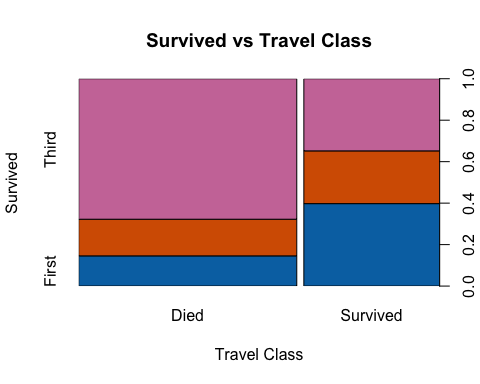 Survived vs Travel Class
Survived
Third
First
1.0
0.8
0.6
0.4
0.2
0.0
Died
Survived
Travel Class